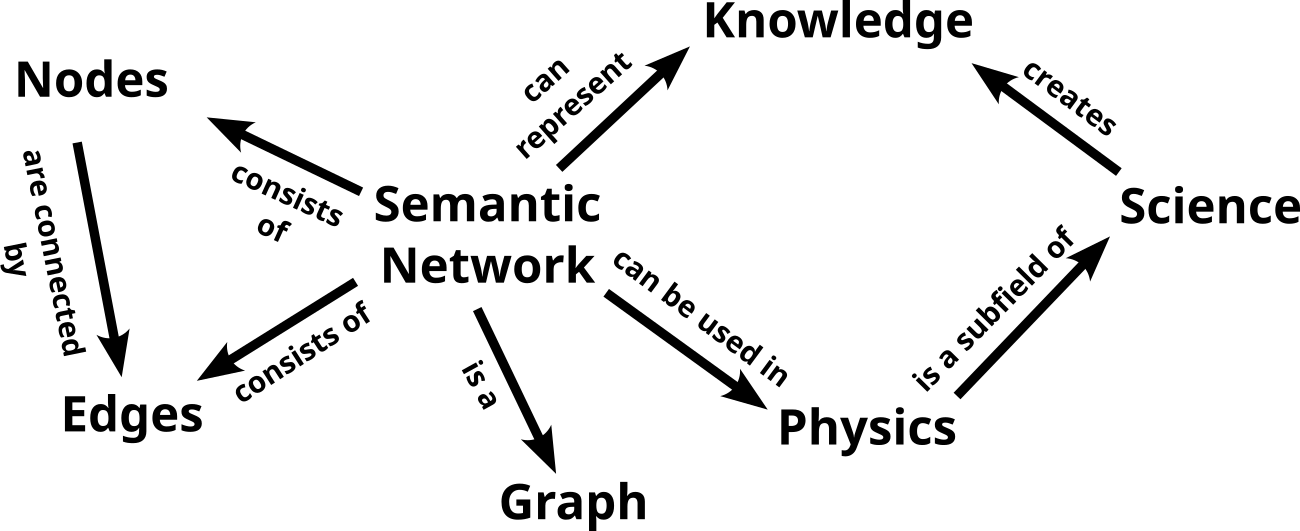 Knowledge
Nodes
can
represent
creates
consists
of
are connected
by
Semantic
Network
Science
can be used in
is a subfield of
consists of
is a
Edges
Physics
Graph